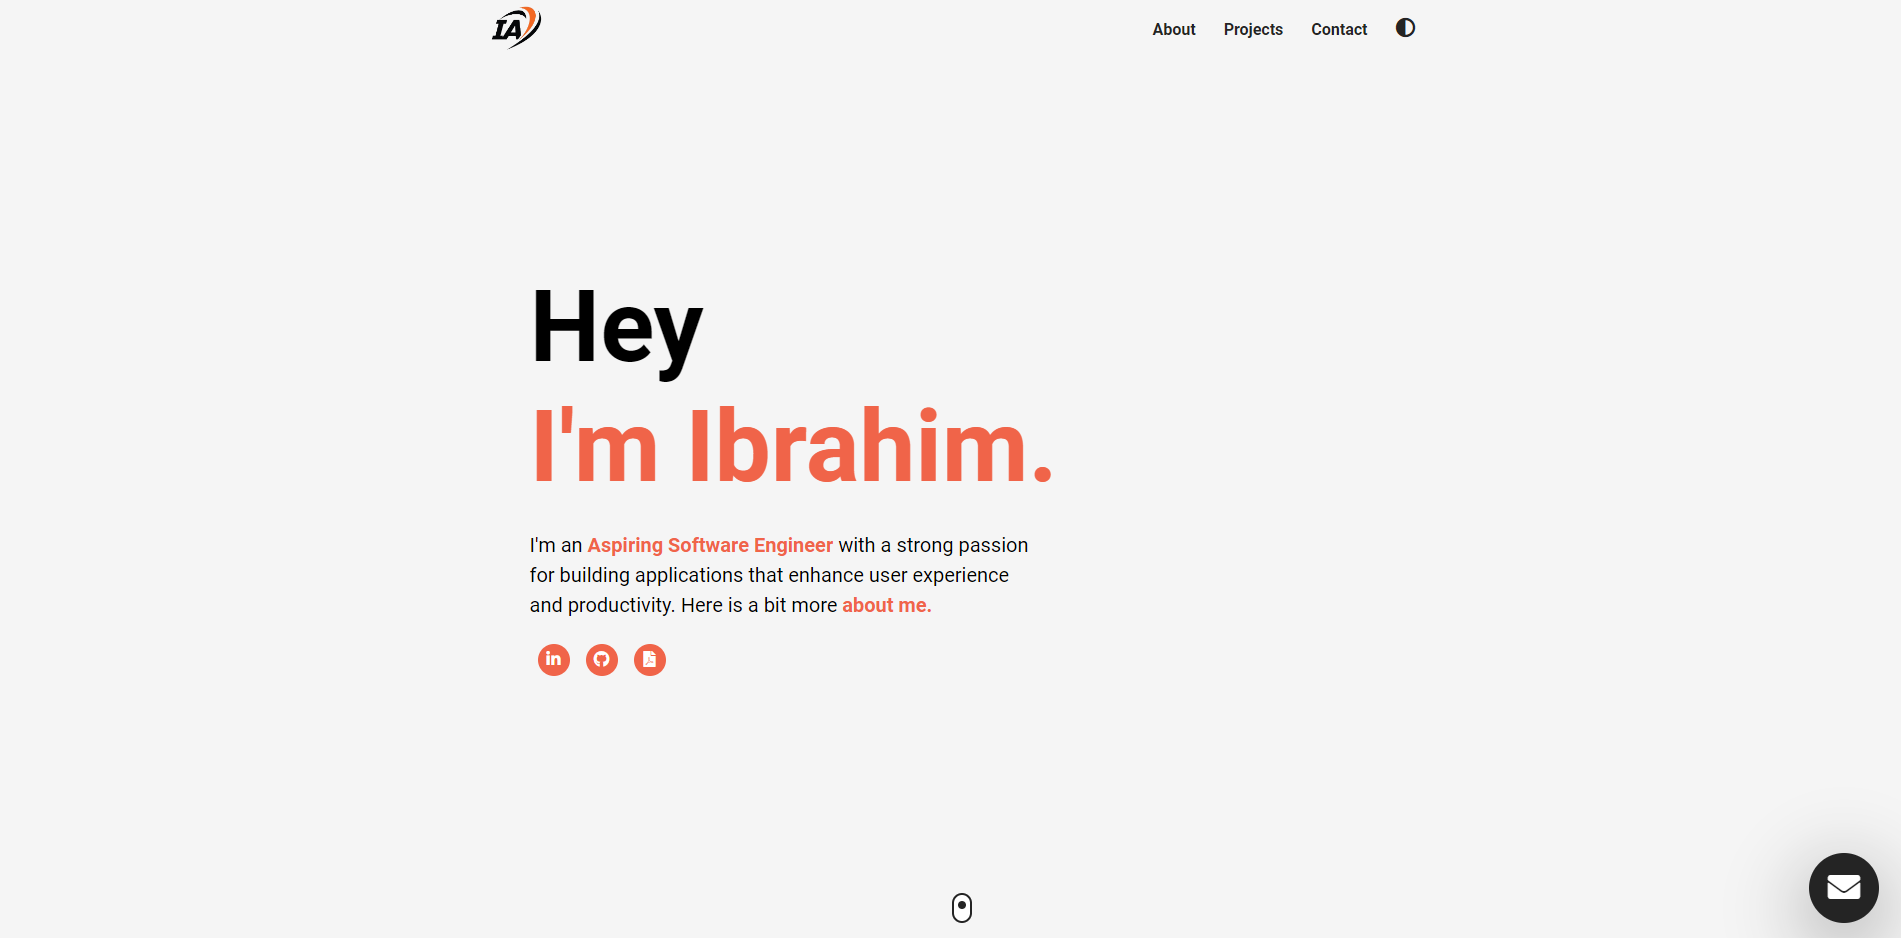 IA
About
Projects
Contact
Hey
I'm Ibrahim.
I'm an Aspiring Software Engineer with a strong passion
for building applications that enhance user experience
and productivity. Here is a bit more about me.
in